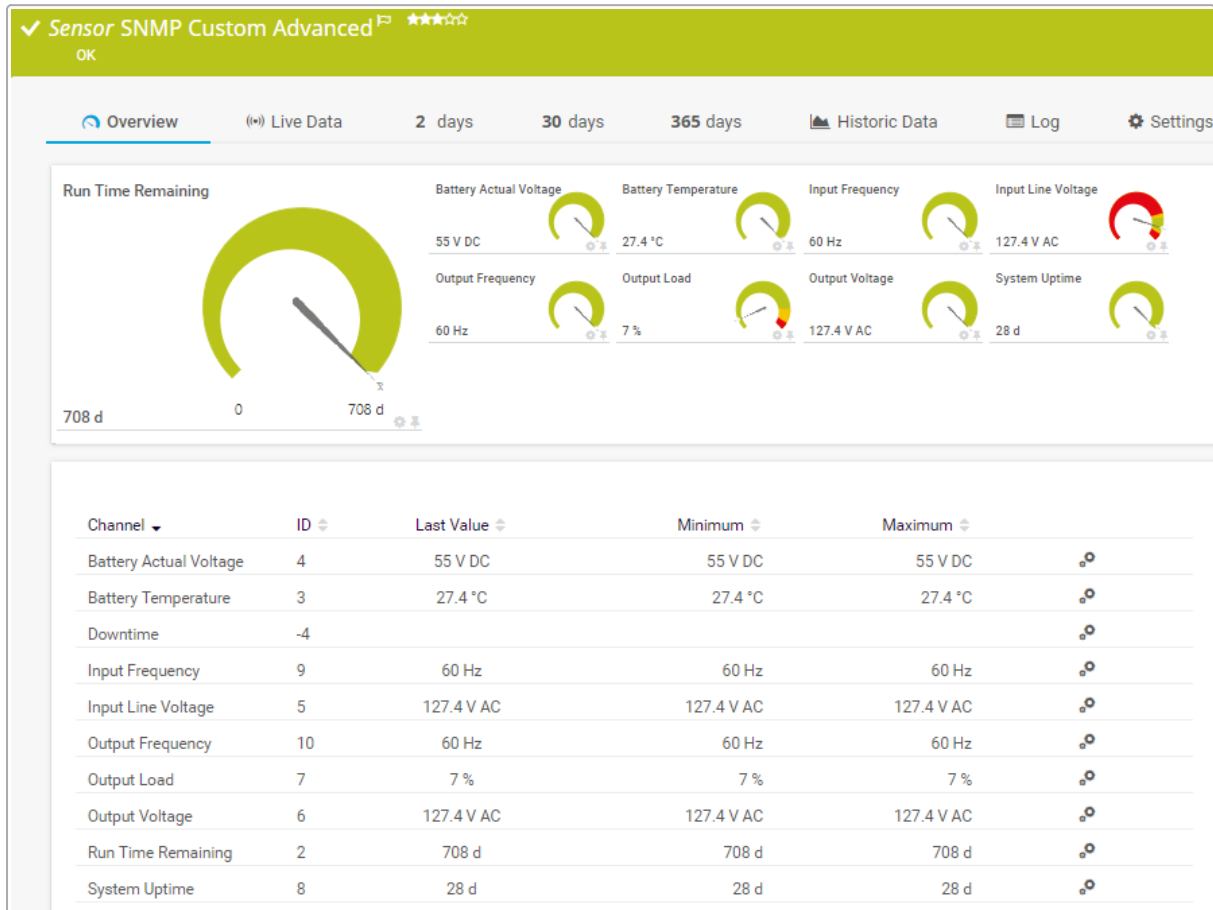 Sensor SNMP Custom Advanced
OK
Overview Live Data 2 days 30 days 365 days Historic Data Log Settings
Run Time Remaining
708 d
0
708 d
Battery Actual Voltage
55 V DC
Battery Temperature
27.4 °C
Input Frequency
60 Hz
Input Line Voltage
127.4 V AC
Output Frequency
60 Hz
Output Load
7 %
Output Voltage
127.4 V AC
System Uptime
28 d
Channel ID Last Value Minimum Maximum
Battery Actual Voltage 4 55 V DC 55 V DC 55 V DC
Battery Temperature 3 27.4 °C 27.4 °C 27.4 °C
Downtime -4
Input Frequency 9 60 Hz 60 Hz 60 Hz
Input Line Voltage 5 127.4 V AC 127.4 V AC 127.4 V AC
Output Frequency 10 60 Hz 60 Hz 60 Hz
Output Load 7 7 % 7 % 7 %
Output Voltage 6 127.4 V AC 127.4 V AC 127.4 V AC
Run Time Remaining 2 708 d 708 d 708 d
System Uptime 8 28 d 28 d 28 d